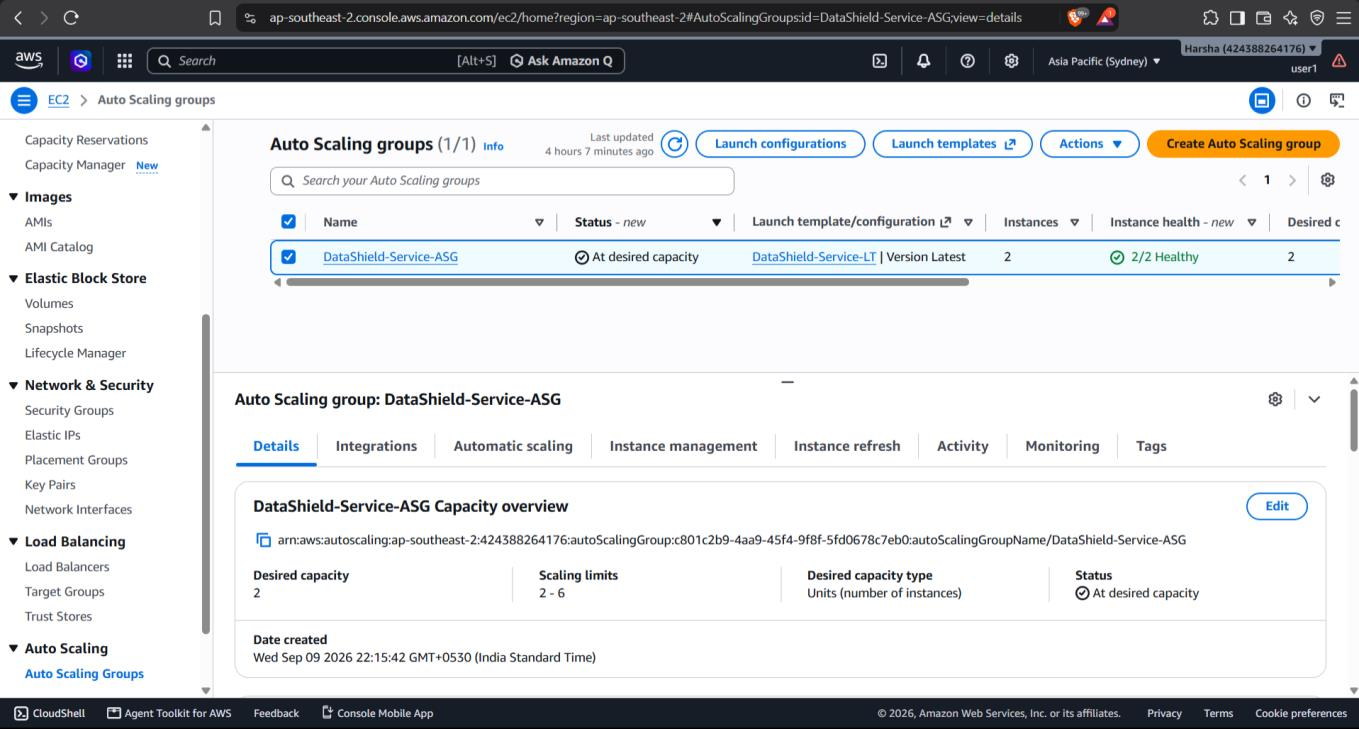 ap-southeast-2.console.aws.amazon.com/ec2/home?region=ap-southeast-2#AutoScalingGroups:id=DataShield-Service-ASG;view=details
99+
1
aws
Search [Alt+S] Ask Amazon Q
Asia Pacific (Sydney)
Harsha (424388264176)
user1
EC2 > Auto Scaling groups
Capacity Reservations
Capacity Manager New
Images
AMIs
AMI Catalog
Elastic Block Store
Volumes
Snapshots
Lifecycle Manager
Network & Security
Security Groups
Elastic IPs
Placement Groups
Key Pairs
Network Interfaces
Load Balancing
Load Balancers
Target Groups
Trust Stores
Auto Scaling
Auto Scaling Groups
Auto Scaling groups (1/1) Info
Last updated
4 hours 7 minutes ago
Launch configurations
Launch templates
Actions
Create Auto Scaling group
Search your Auto Scaling groups
1
Name Status - new Launch template/configuration Instances Instance health - new Desired c
DataShield-Service-ASG At desired capacity DataShield-Service-LT | Version Latest 2 2/2 Healthy 2
Auto Scaling group: DataShield-Service-ASG
Details Integrations Automatic scaling Instance management Instance refresh Activity Monitoring Tags
DataShield-Service-ASG Capacity overview
Edit
arn:aws:autoscaling:ap-southeast-2:424388264176:autoScalingGroup:c801c2b9-4aa9-45f4-9f8f-5fd0678c7eb0:autoScalingGroupName/DataShield-Service-ASG
Desired capacity
2
Scaling limits
2 - 6
Desired capacity type
Units (number of instances)
Status
At desired capacity
Date created
Wed Sep 09 2026 22:15:42 GMT+0530 (India Standard Time)
CloudShell Agent Toolkit for AWS Feedback Console Mobile App © 2026, Amazon Web Services, Inc. or its affiliates. Privacy Terms Cookie preferences